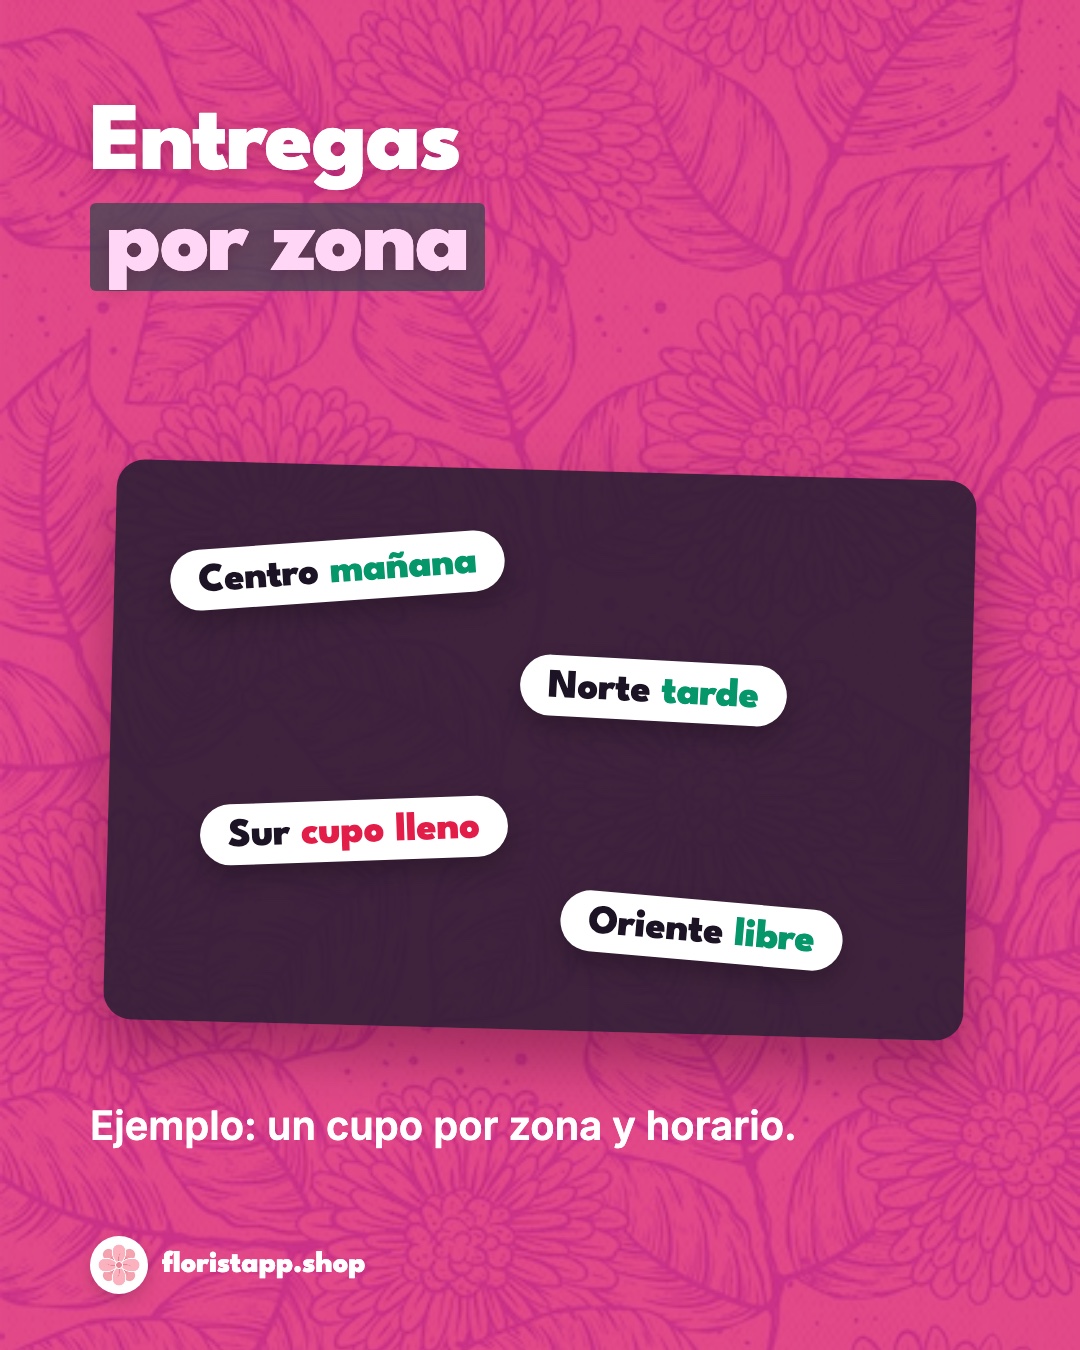 Entregas
por zona
Centro mañana
Norte tarde
Sur cupo lleno
Oriente libre
Ejemplo: un cupo por zona y horario.
floristapp.shop